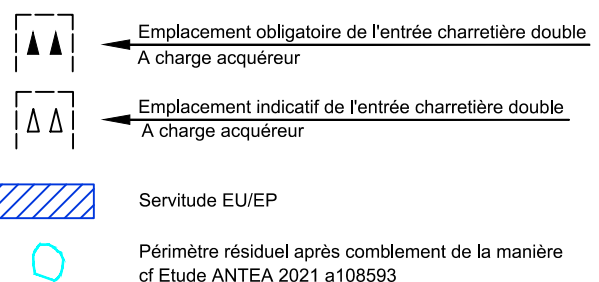 Emplacement obligatoire de l'entrée charretière double
A charge acquéreur
Emplacement indicatif de l'entrée charretière double
A charge acquéreur
Servitude EU/EP
Périmètre résiduel après comblement de la manière
cf Etude ANTEA 2021 a108593